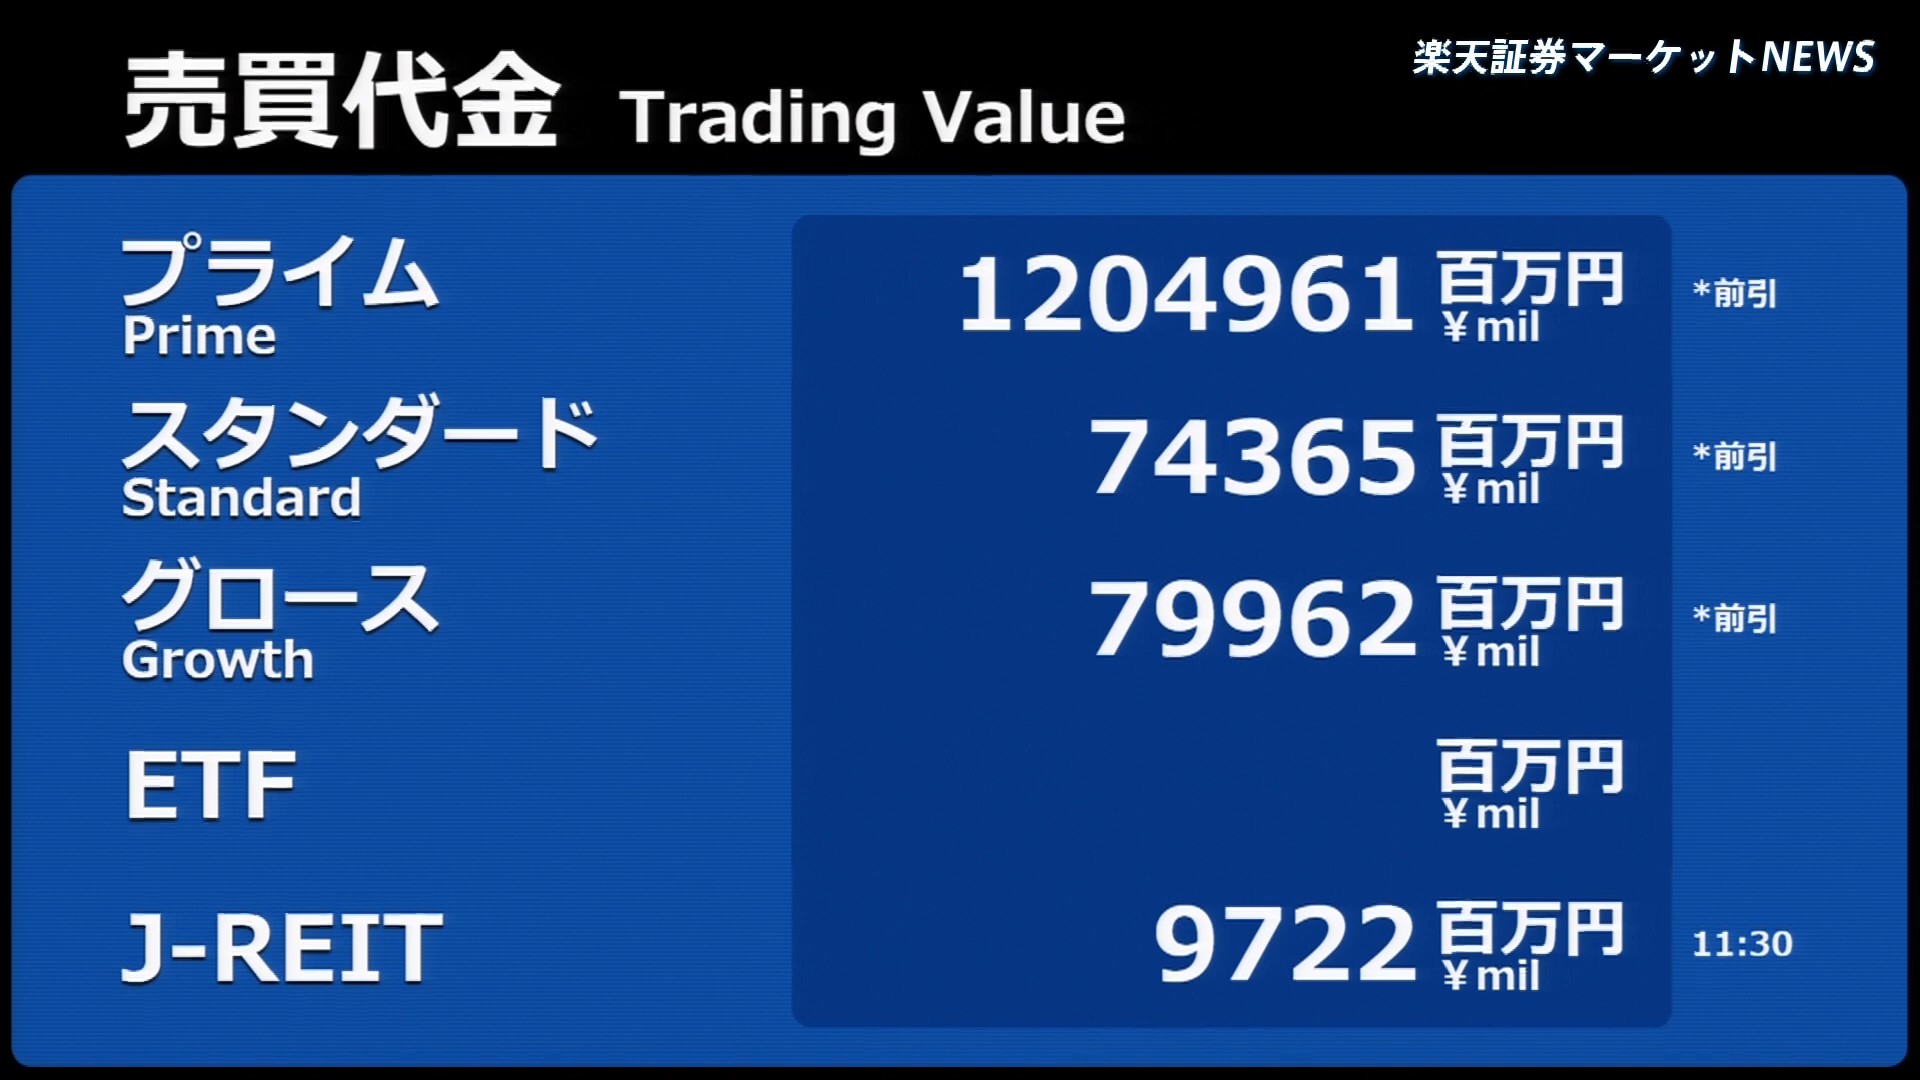 売買代金 Trading Value
楽天証券マーケットNEWS
プライム
Prime
1204961 百万円
¥mil
*前引
スタンダード
Standard
74365 百万円
¥mil
*前引
グロース
Growth
79962 百万円
¥mil
*前引
ETF
百万円
¥mil
J-REIT
9722 百万円
¥mil
11:30